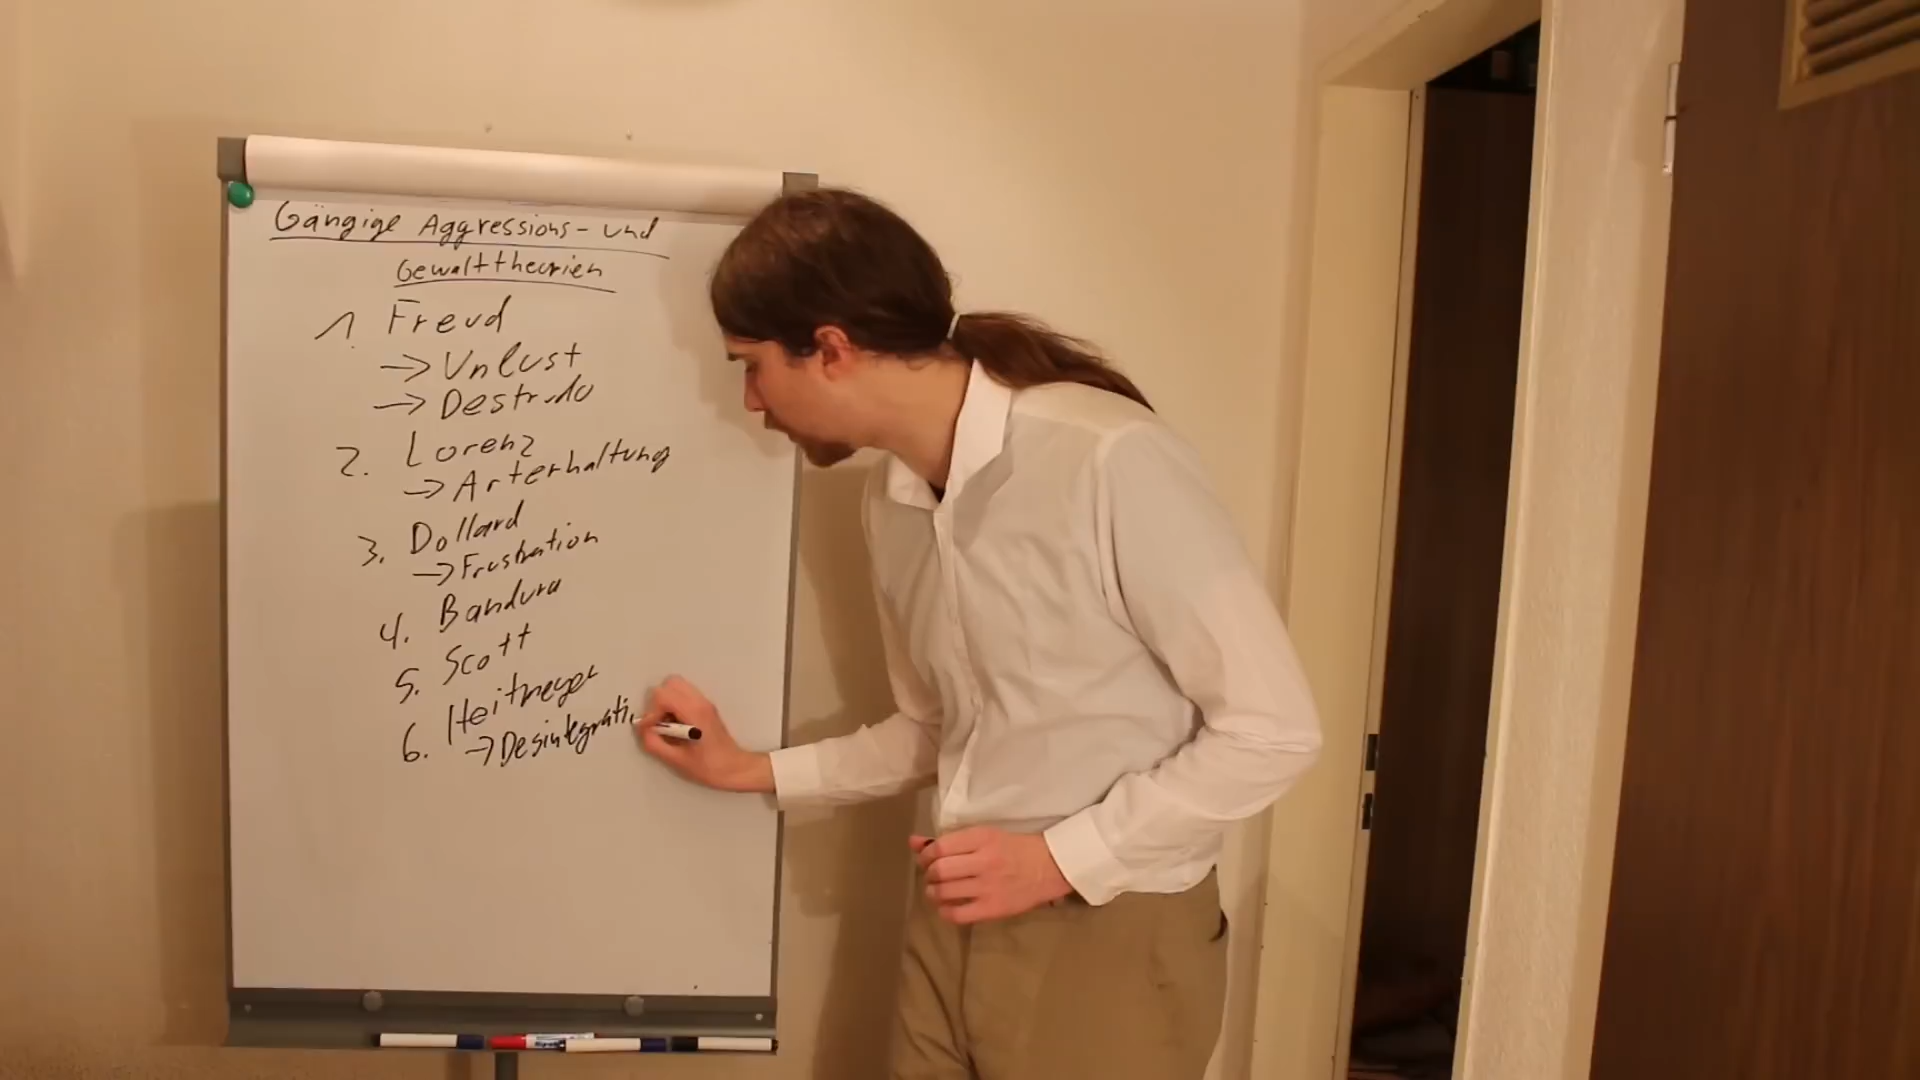 Gängige Aggressions- und
Gewalttheorien
1. Freud
→ Unlust
→ Destrudo
2. Lorenz
→ Arterhaltung
3. Dollard
→ Frustration
4. Bandura
5. Scott
6. Heitmeyer
→ Desintegrati